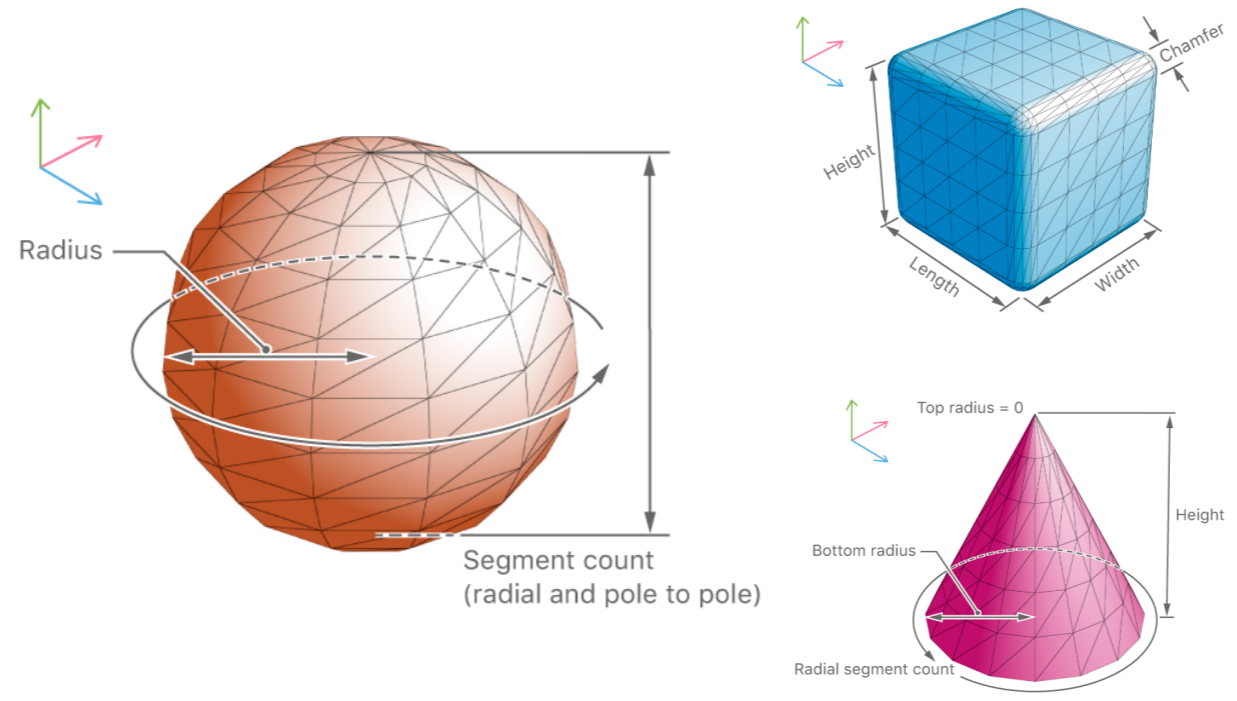 Radius
Segment count
(radial and pole to pole)
Chamfer
Height
Length
Width
Top radius = 0
Height
Bottom radius
Radial segment count